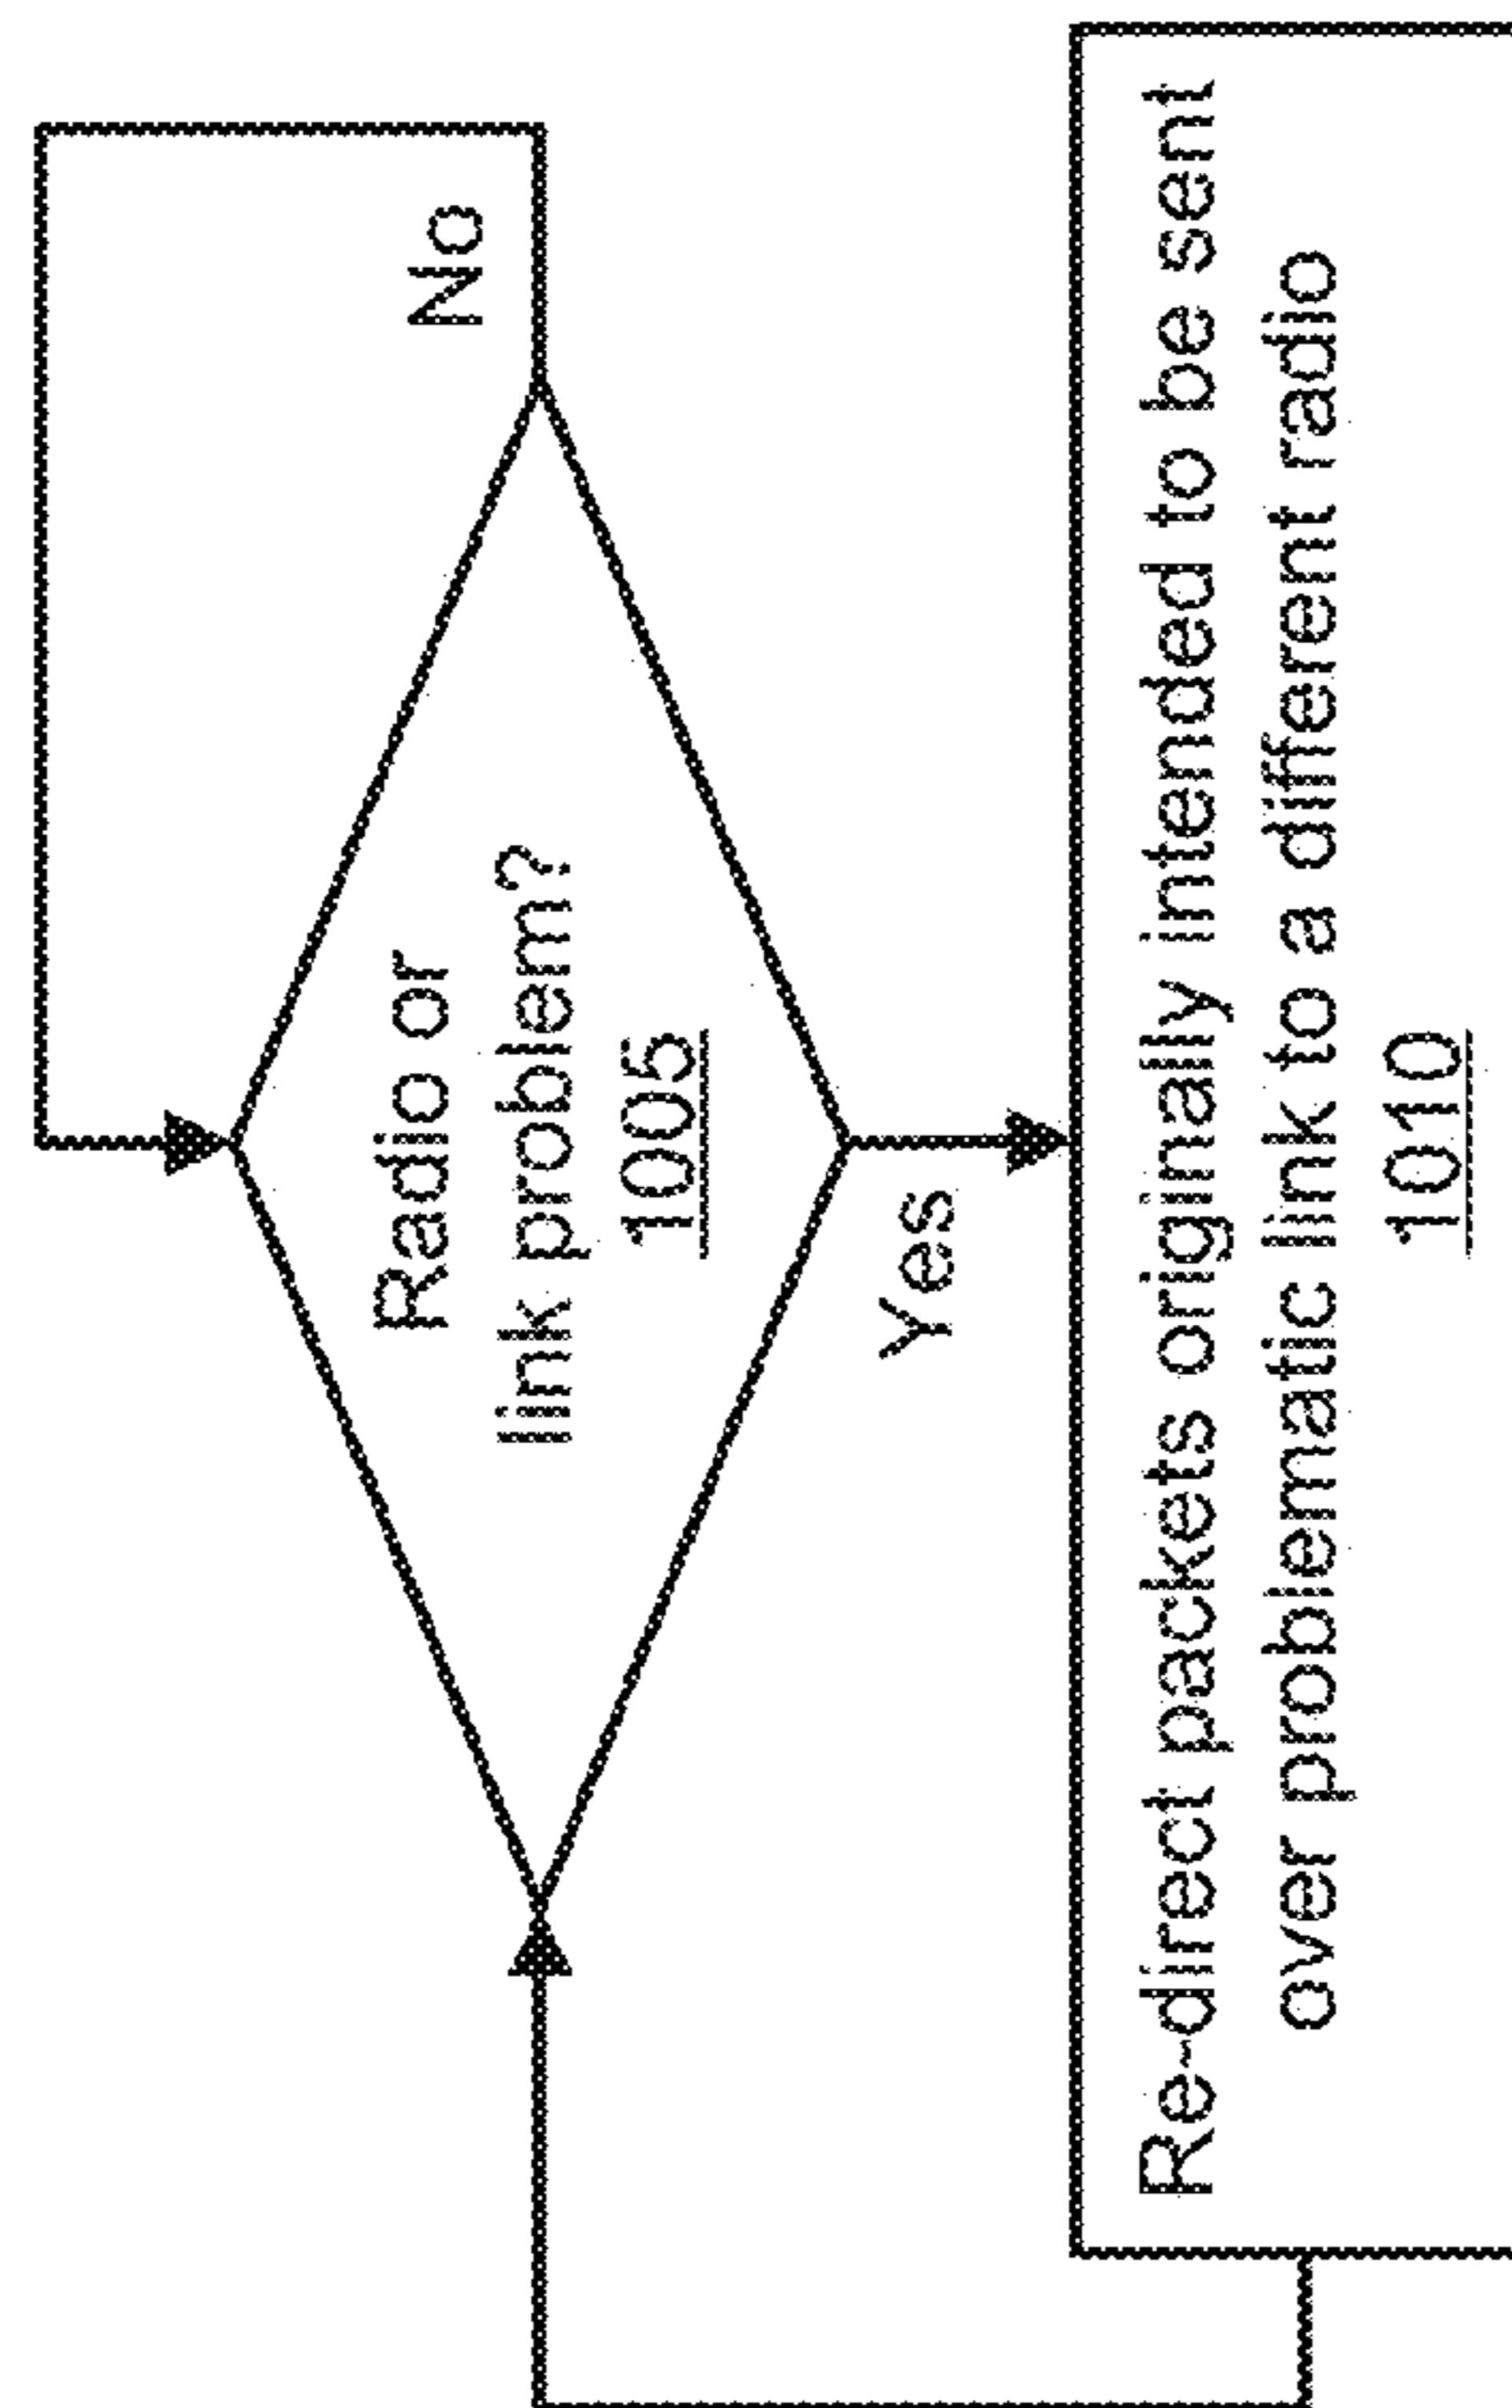 No
Radio or
link problem?
1005
Yes
Re-direct packets originally intended to be sent
over problematic link to a different radio
1010